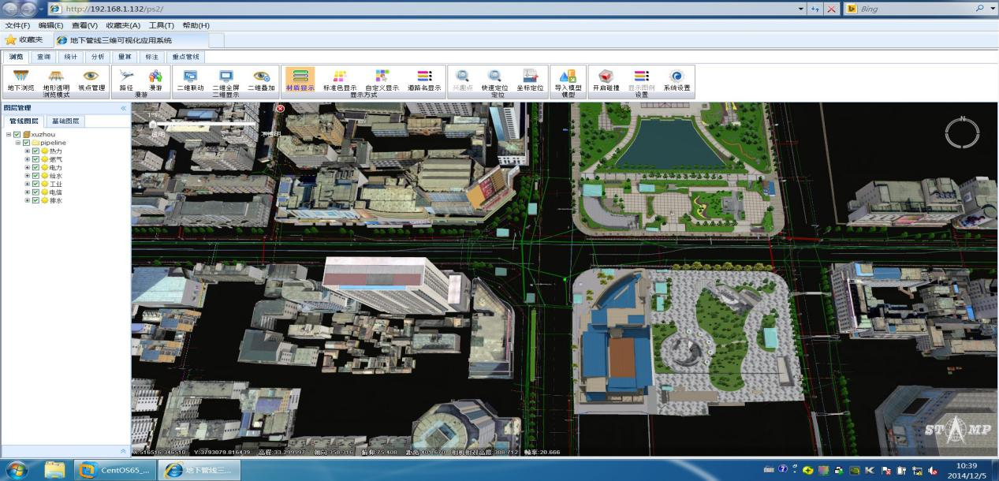 http://192.168.1.132/ps2/
Bing
文件(F) 编辑(E) 查看(V) 收藏夹(A) 工具(T) 帮助(H)
收藏夹 地下管线三维可视化应用系统
浏览 查询 统计 分析 量算 标注 重点管线
地下浏览 地形透明 视点管理 路径 漫游 二维联动 二维全屏 二维叠加 材质显示 标准色显示 自定义显示 道路名显示 兴趣点 快速定位 坐标定位 导入模型 开启碰撞 显示图例 系统设置
浏览模式 漫游 二维显示 显示方式 定位 模型 设置
图层管理
管线图层 基础图层
透明 不透明
N
xuzhou
pipeline
热力
燃气
电力
给水
工业
电信
排水
STAMP
X:516516.346510 Y:3793079.816439 高程:33.299997 朝向:358.316 俯仰:75.408 距离:401.670 相机相对高度:388.712 帧率:20.666
CentOS65_... 地下管线三...
10:39
2014/12/5